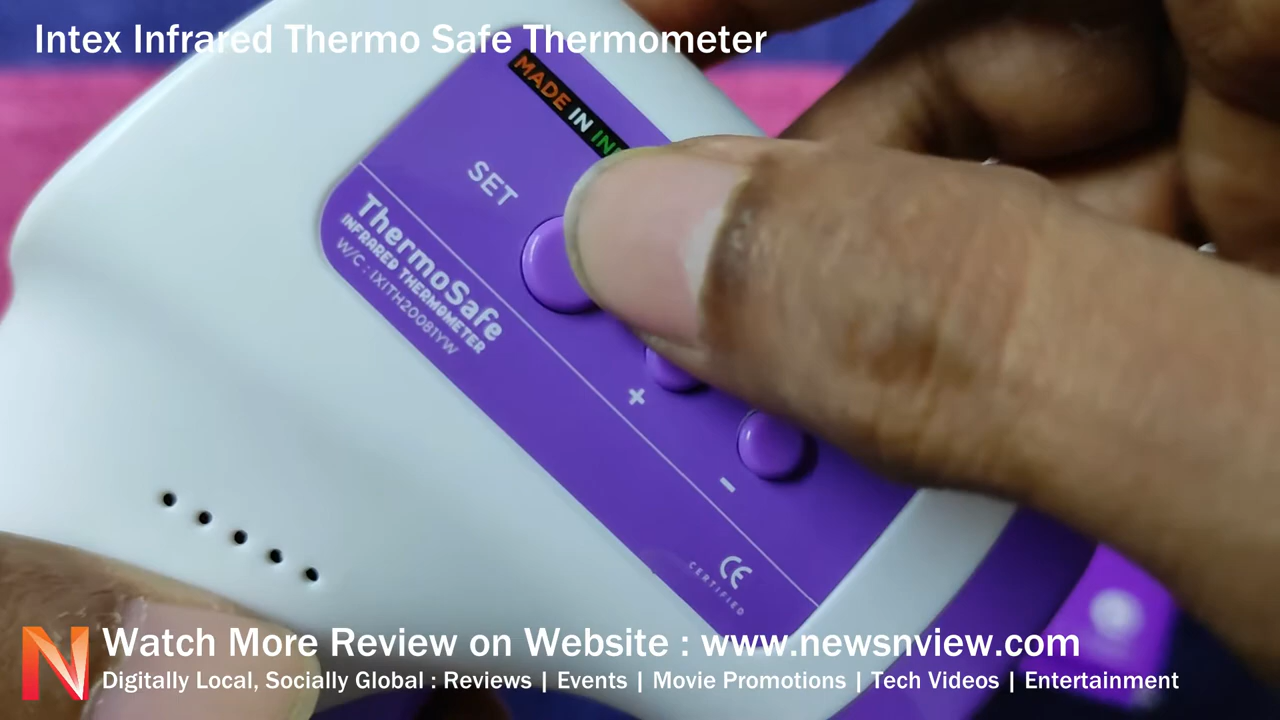 Intex Infrared Thermo Safe Thermometer
MADE IN
SET
ThermoSafe
INFRARED THERMOMETER
W/C : IXITH20081YW
+
-
CE
CERTIFIED
N
Watch More Review on Website : www.newsnview.com
Digitally Local, Socially Global : Reviews | Events | Movie Promotions | Tech Videos | Entertainment